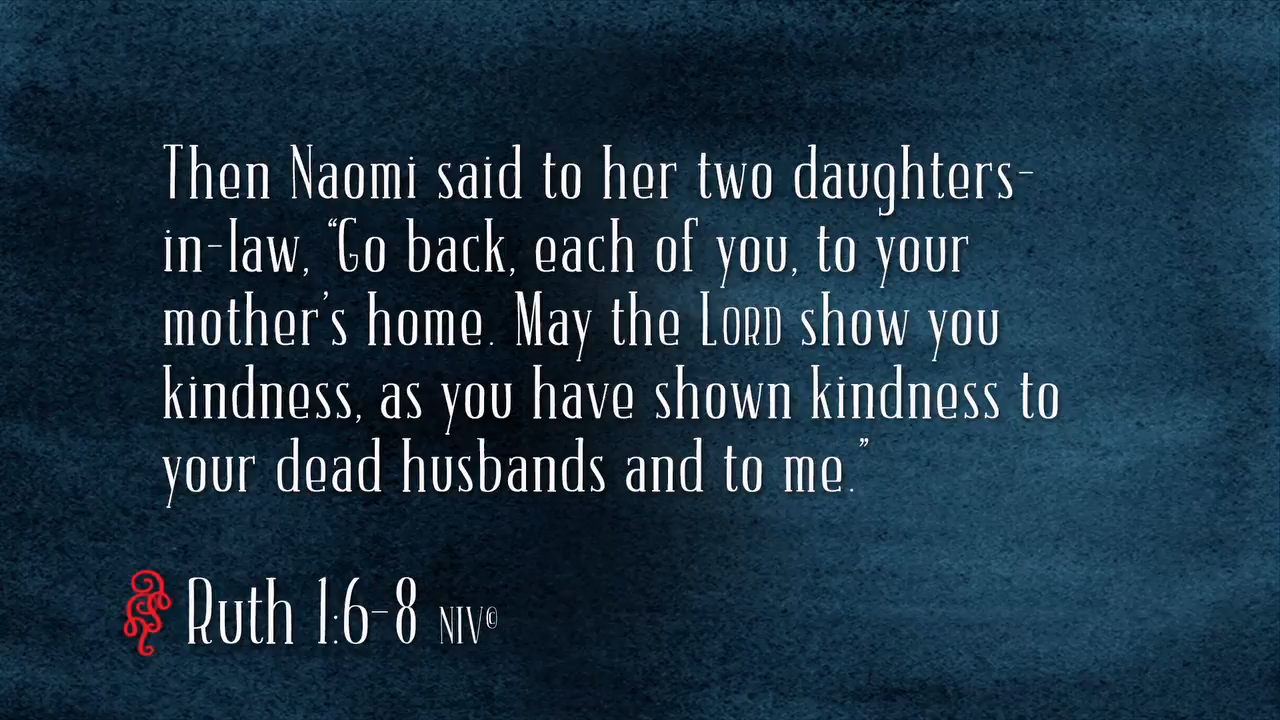 Then Naomi said to her two daughters-
in-law, “Go back, each of you, to your
mother’s home. May the LORD show you
kindness, as you have shown kindness to
your dead husbands and to me.”
Ruth 1:6-8 NIV©